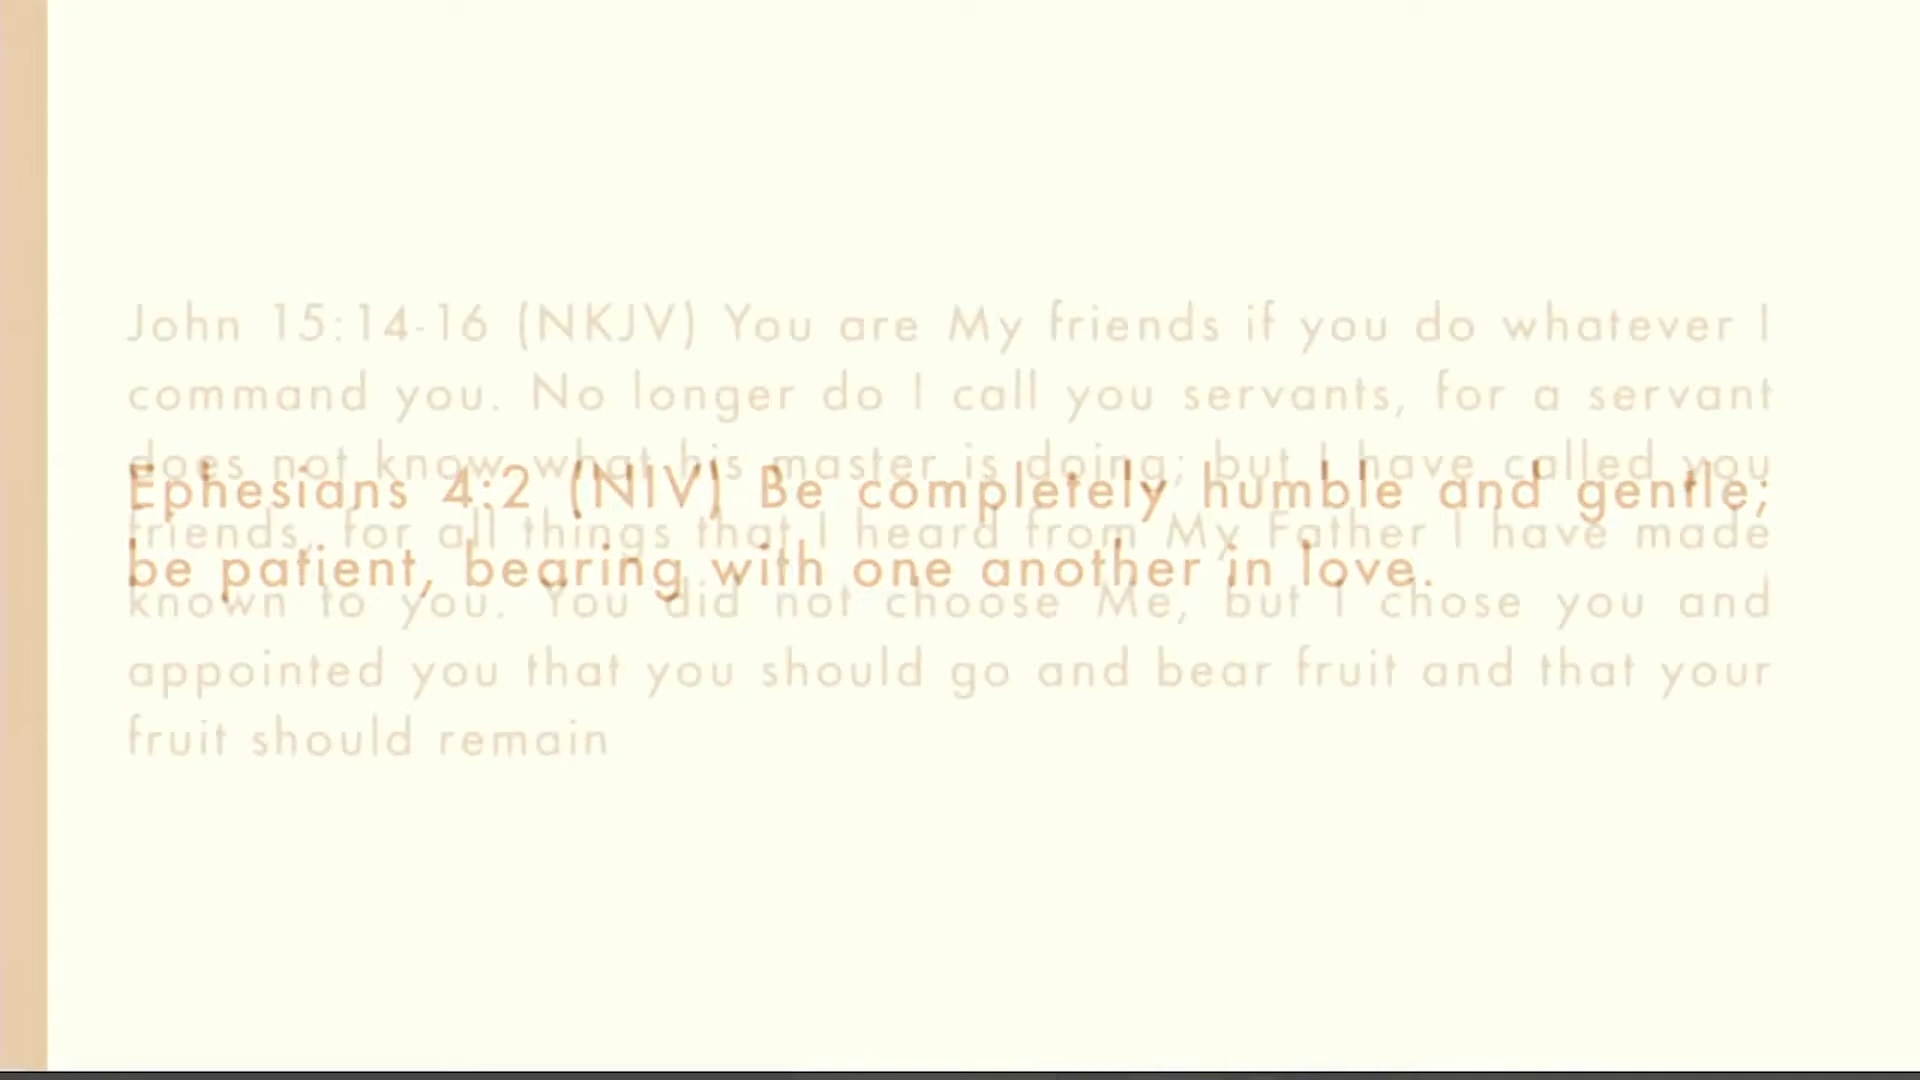 John 15:14-16 (NKJV) You are My friends if you do whatever I
command you. No longer do I call you servants, for a servant
does not know what his master is doing; but I have called you
Ephesians 4:2 (NIV) Be completely humble and gentle;
friends, for all things that I heard from My Father I have made
be patient, bearing with one another in love.
known to you. You did not choose Me, but I chose you and
appointed you that you should go and bear fruit and that your
fruit should remain